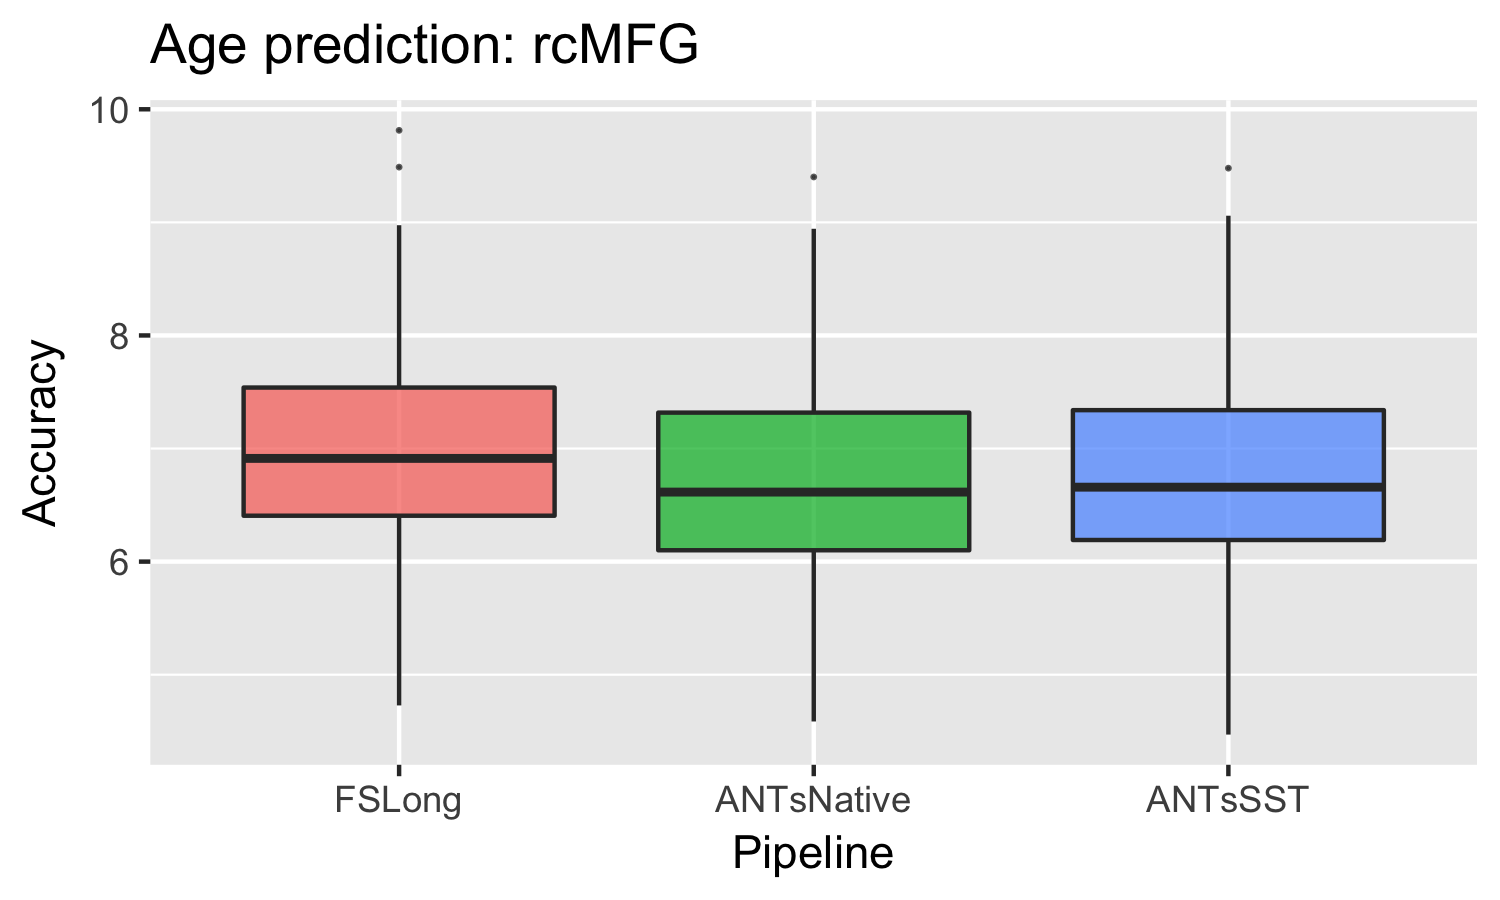 Age prediction: rcMFG
10
8
6
Accuracy
FSLong
ANTsNative
ANTsSST
Pipeline